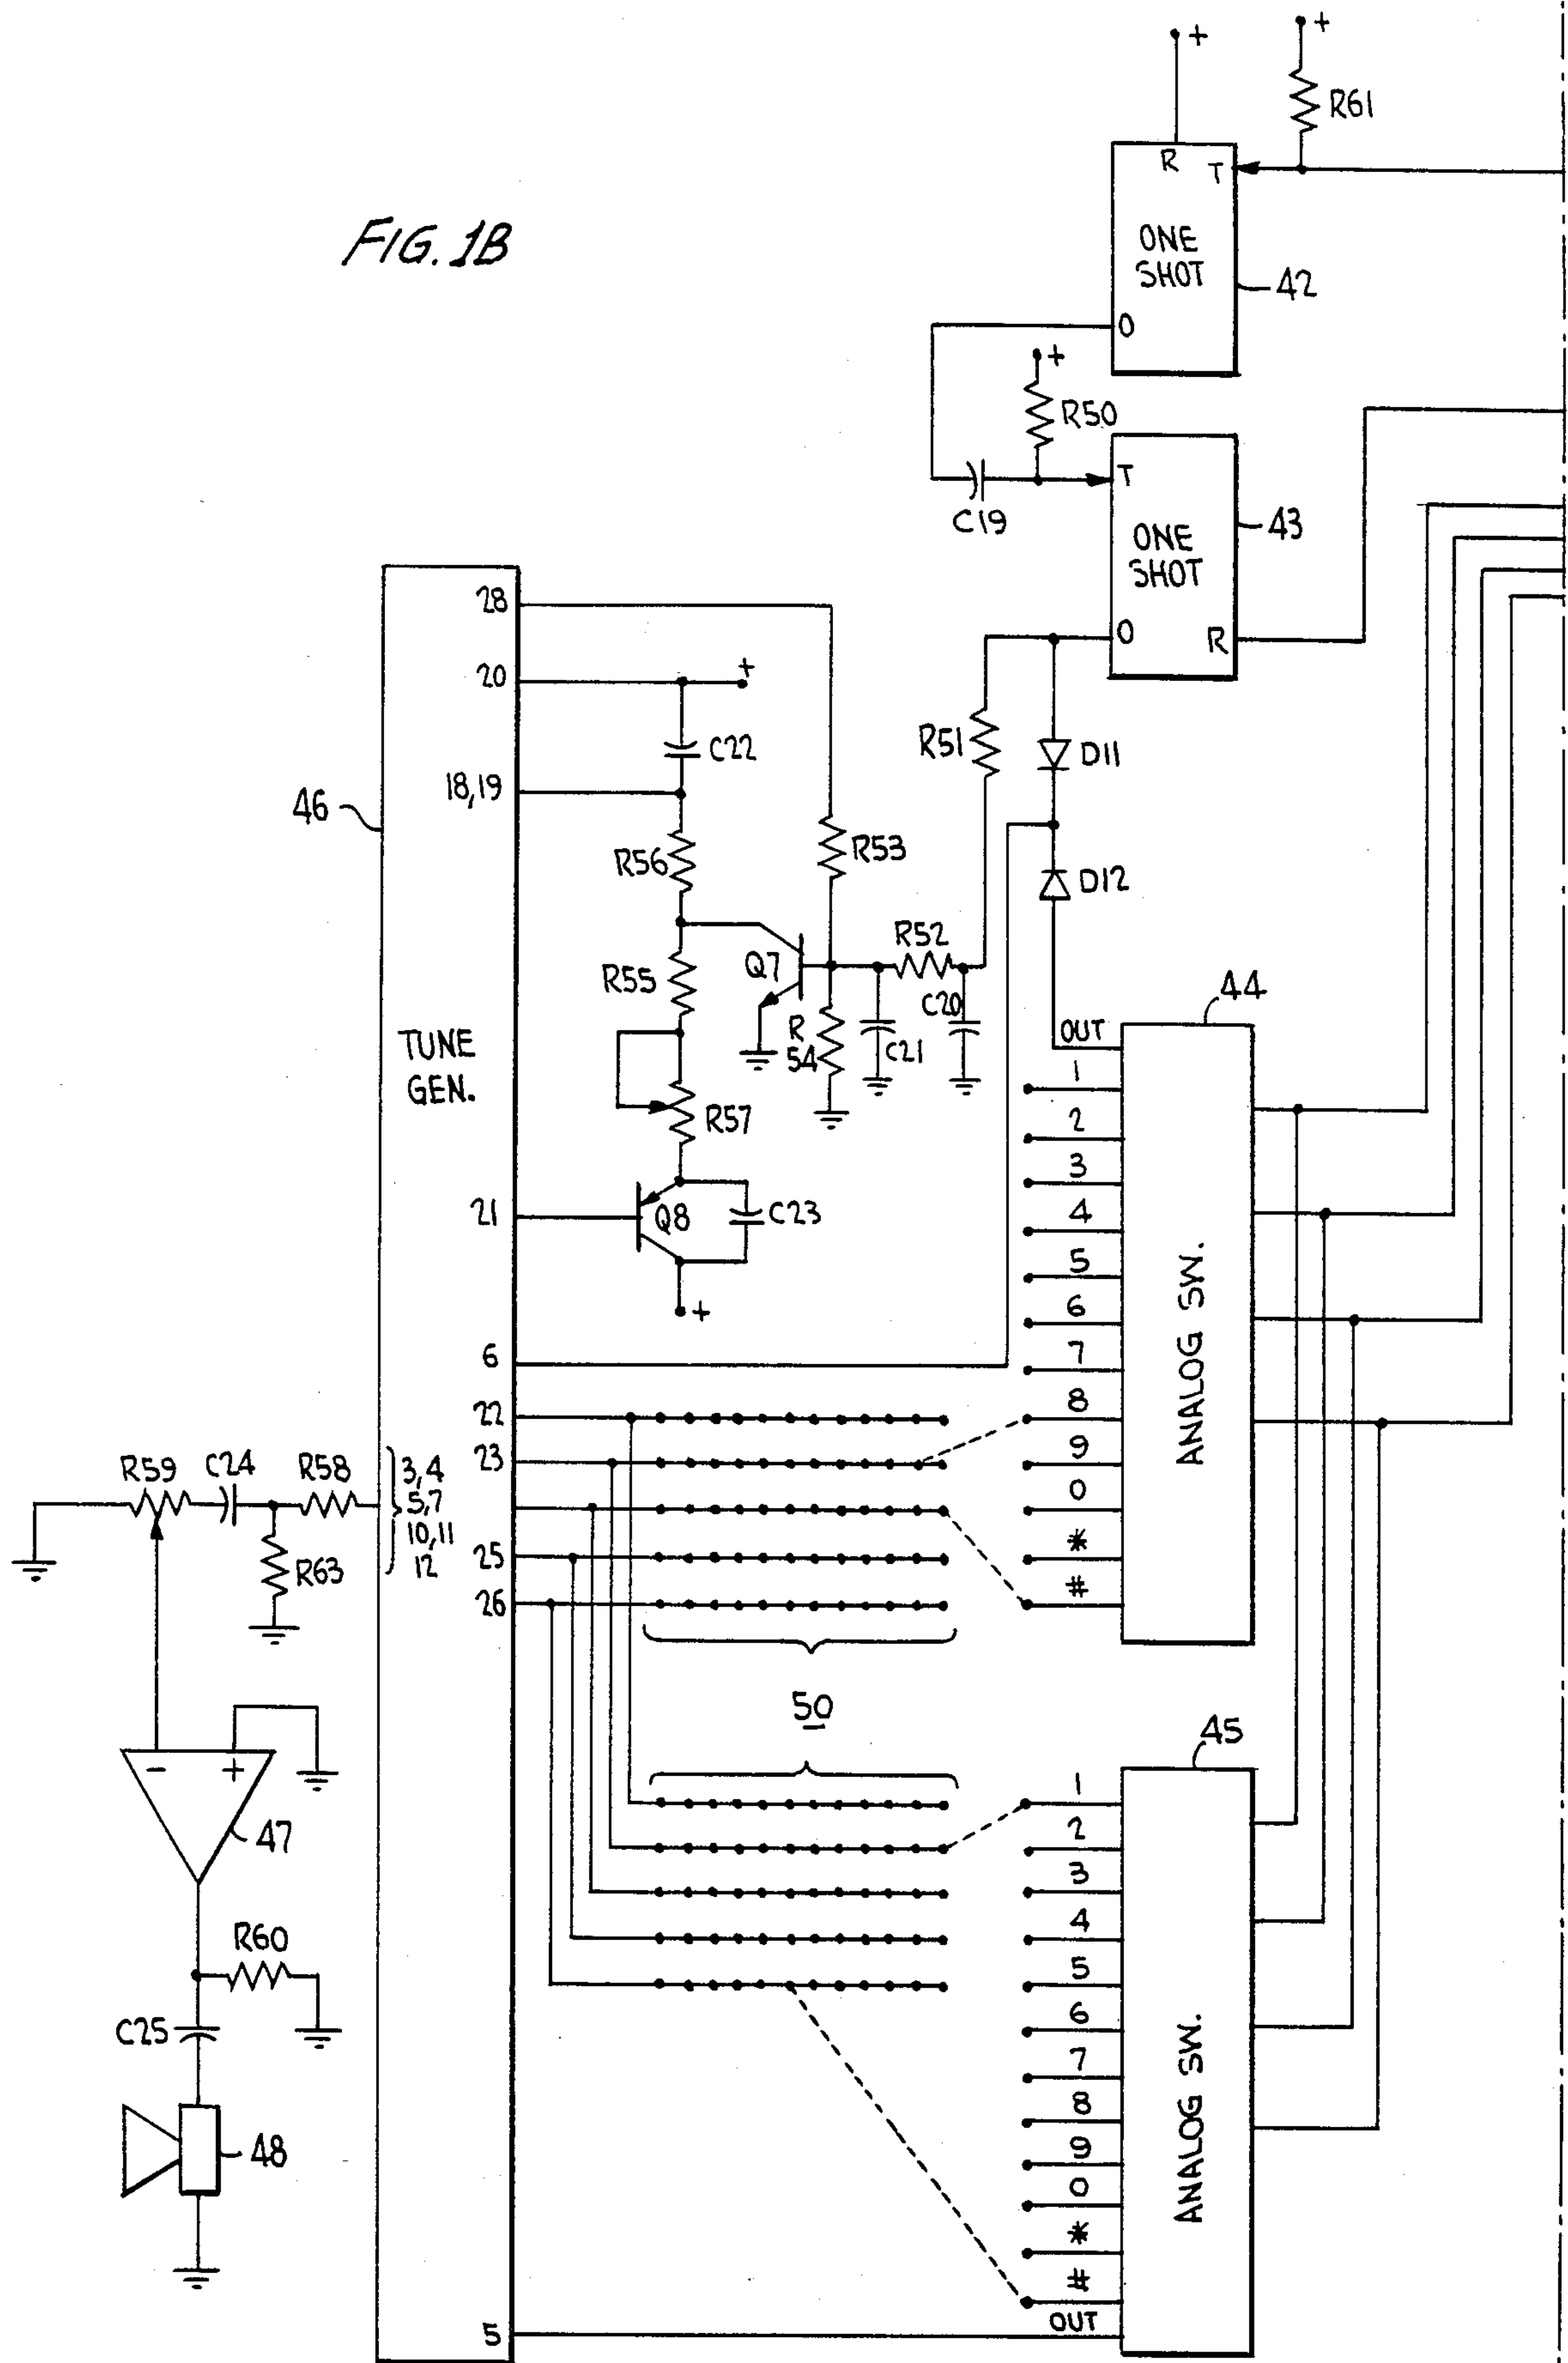 FIG. 1B
+
+
R61
R T
ONE
SHOT
42
O
+
R50
C19
T
ONE
SHOT
43
O
R
28
20
+
C22
18,19
46
R56
R53
R51
D11
D12
R52
Q7
R55
R
54
C21
C20
TUNE
GEN.
R57
21
Q8
C23
+
6
22
23
25
26
R59
C24
R58
3,4
5,7
10,11
12
R63
44
OUT
1
2
3
4
5
6
7
8
9
0
*
#
ANALOG SW.
50
- +
47
R60
C25
48
45
1
2
3
4
5
6
7
8
9
0
*
#
OUT
ANALOG SW.
5